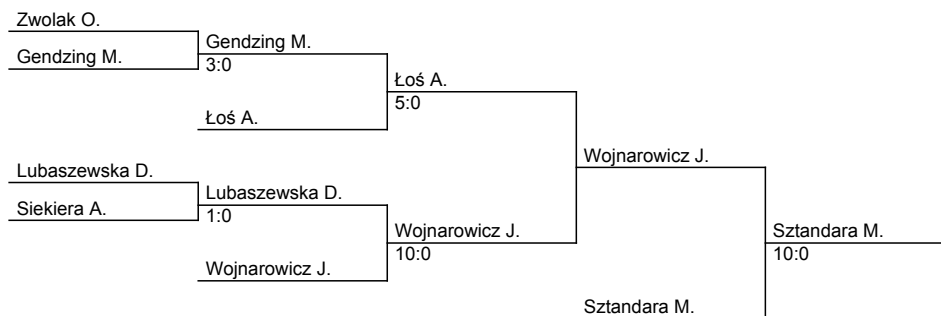 Zwolak O.
Gendzing M.
Gendzing M.
3:0
Łoś A.
Łoś A.
5:0
Lubaszewska D.
Siekiera A.
Lubaszewska D.
1:0
Wojnarowicz J.
Wojnarowicz J.
10:0
Wojnarowicz J.
Sztandara M.
Sztandara M.
10:0